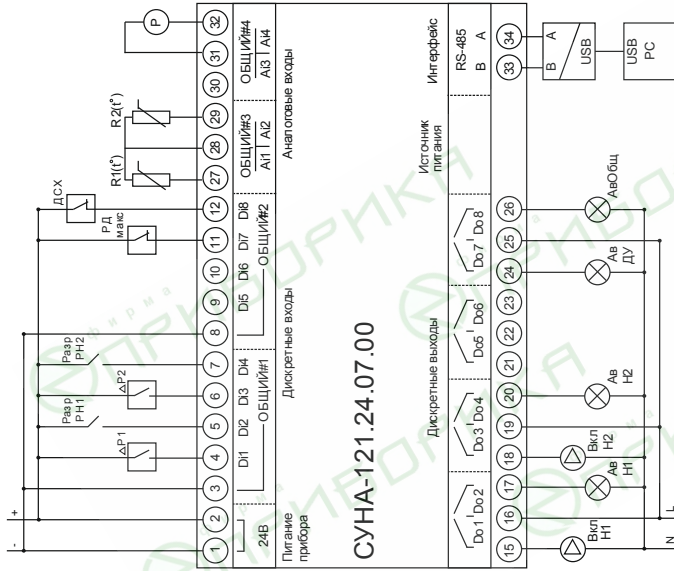 - +
ΔP1
Разр
РН1
ΔP2
Разр
РН2
РД
макс
ДСХ
R1(t°)
R2(t°)
P
1 2 3 4 5 6 7 8 9 10 11 12 27 28 29 30 31 32
24В
Di1 Di2 Di3 Di4
ОБЩИЙ#1
Di5 Di6 Di7 Di8
ОБЩИЙ#2
ОБЩИЙ#3
Ai1 Ai2
ОБЩИЙ#4
Ai3 Ai4
Питание
прибора
Дискретные входы
Аналоговые входы
СУНА-121.24.07.00
Дискретные выходы
Источник
питания
Интерфейс
Do1 Do2
Do3 Do4
Do5 Do6
Do7 Do8
RS-485
B A
15 16 17 18 19 20 21 22 23 24 25 26 33 34
Вкл
Н1
Ав
Н1
Вкл
Н2
Ав
Н2
Ав
ДУ
АвОбщ
B A
USB
USB
PC
N L
фирма
ПРИБОРИКА
фирма
ПРИБОРИКА
ПРИБОРИКА